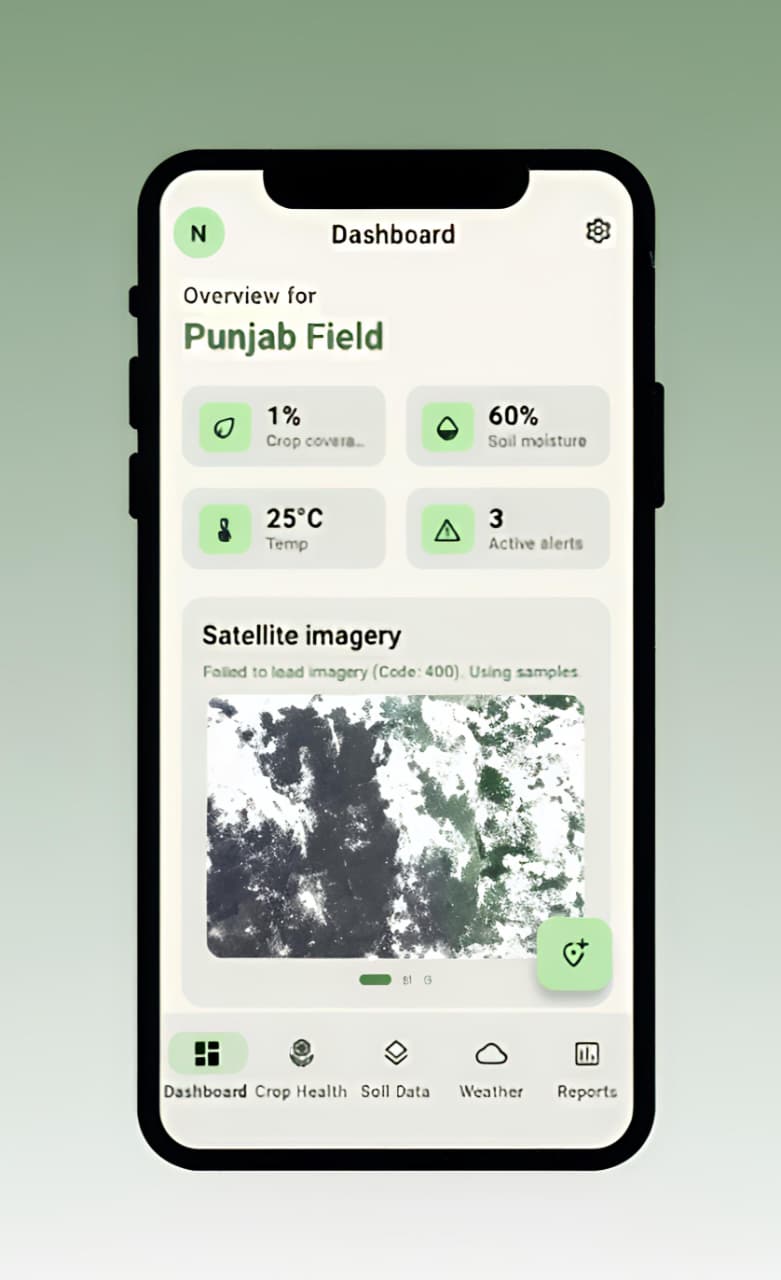 N
Dashboard
Overview for
Punjab Field
1%
Crop covera...
60%
Soil moisture
25°C
Temp
3
Active alerts
Satellite imagery
Failed to load imagery (Code: 400). Using samples
Dashboard
Crop Health
Soil Data
Weather
Reports